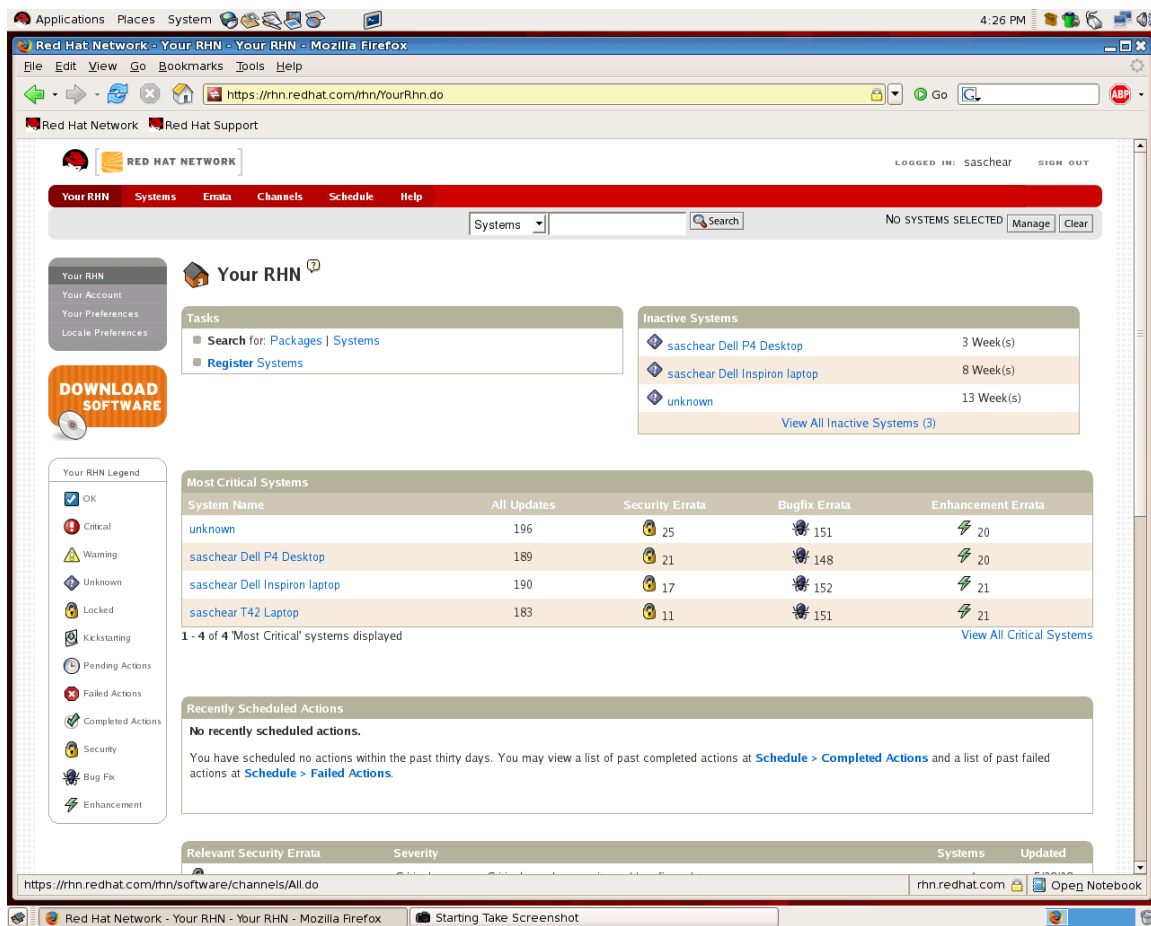 Applications Places System 4:26 PM
Red Hat Network - Your RHN - Your RHN - Mozilla Firefox
File Edit View Go Bookmarks Tools Help
https://rhn.redhat.com/rhn/YourRhn.do Go G ABP
Red Hat Network Red Hat Support
RED HAT NETWORK LOGGED IN: saschear SIGN OUT
Your RHN Systems Errata Channels Schedule Help
Systems Search NO SYSTEMS SELECTED Manage Clear
Your RHN
Your Account
Your Preferences
Locale Preferences
DOWNLOAD
SOFTWARE
Your RHN Legend
OK
Critical
Warning
Unknown
Locked
Kickstarting
Pending Actions
Failed Actions
Completed Actions
Security
Bug Fix
Enhancement
Your RHN ?
Tasks
Search for: Packages | Systems
Register Systems
Inactive Systems
saschear Dell P4 Desktop 3 Week(s)
saschear Dell Inspiron laptop 8 Week(s)
unknown 13 Week(s)
View All Inactive Systems (3)
Most Critical Systems
System Name All Updates Security Errata Bugfix Errata Enhancement Errata
unknown 196 25 151 20
saschear Dell P4 Desktop 189 21 148 20
saschear Dell Inspiron laptop 190 17 152 21
saschear T42 Laptop 183 11 151 21
1 - 4 of 4 'Most Critical' systems displayed View All Critical Systems
Recently Scheduled Actions
No recently scheduled actions.
You have scheduled no actions within the past thirty days. You may view a list of past completed actions at Schedule > Completed Actions and a list of past failed
actions at Schedule > Failed Actions.
Relevant Security Errata Severity Systems Updated
https://rhn.redhat.com/rhn/software/channels/All.do rhn.redhat.com Open Notebook
Red Hat Network - Your RHN - Your RHN - Mozilla Firefox Starting Take Screenshot